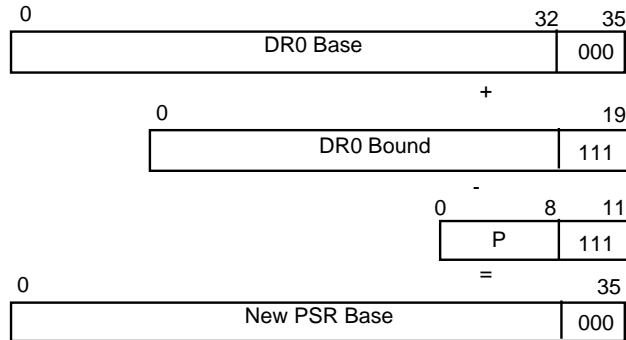 0 32 35
DR0 Base 000
+
0 19
DR0 Bound 111
-
0 8 11
P 111
=
0 35
New PSR Base 000